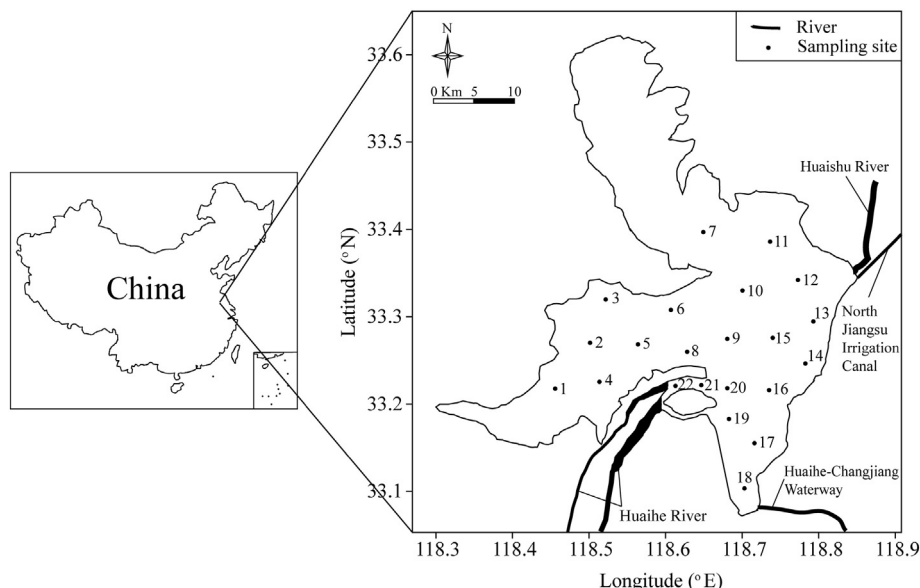 N
0 Km 5 10
River
Sampling site
33.6
33.5
33.4
33.3
33.2
33.1
Latitude (°N)
China
Huaishu River
North
Jiangsu
Irrigation
Canal
7
11
12
10
3
6
13
2
5
8
9
15
14
1
4
22
21
20
16
19
17
18
Huaihe River
Huaihe-Changjiang
Waterway
118.3 118.4 118.5 118.6 118.7 118.8 118.9
Longitude (°E)